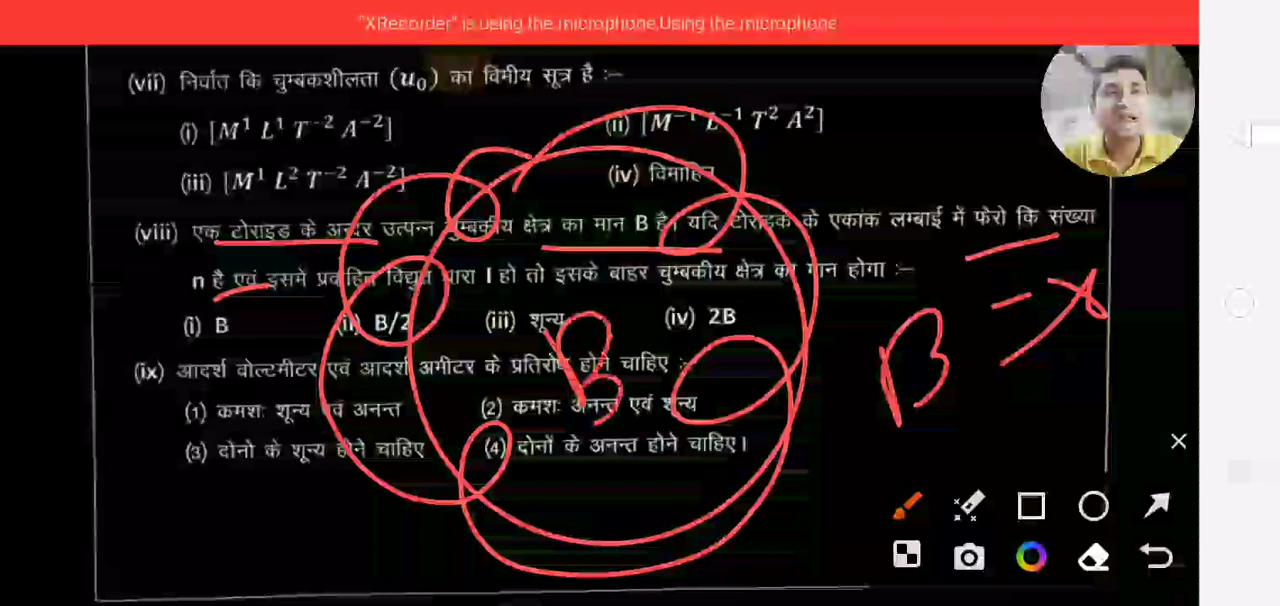 "XRecorder" is using the microphone,Using the microphone
(vii) निर्वात कि चुम्बकशीलता (u₀) का विमीय सूत्र है :–
(i) [M¹ L¹ T⁻² A⁻²] (ii) [M⁻¹ L⁻¹ T² A²]
(iii) [M¹ L² T⁻² A⁻²] (iv) विमाहिन
(viii) एक टोराइड के अन्दर उत्पन्न चुम्बकीय क्षेत्र का मान B है। यदि टोराइड के एकांक लम्बाई में फेरो कि संख्या
n है एवं इसमे प्रवाहित विद्युत धारा I हो तो इसके बाहर चुम्बकीय क्षेत्र का मान होगा :–
(i) B (ii) B/2 (iii) शून्य (iv) 2B
B B =
(ix) आदर्श वोल्टमीटर एवं आदर्श अमीटर के प्रतिरोध होने चाहिए :–
(1) कमशः शून्य एवं अनन्त (2) कमशः अनन्त एवं शून्य
(3) दोनो के शून्य होने चाहिए (4) दोनों के अनन्त होने चाहिए।